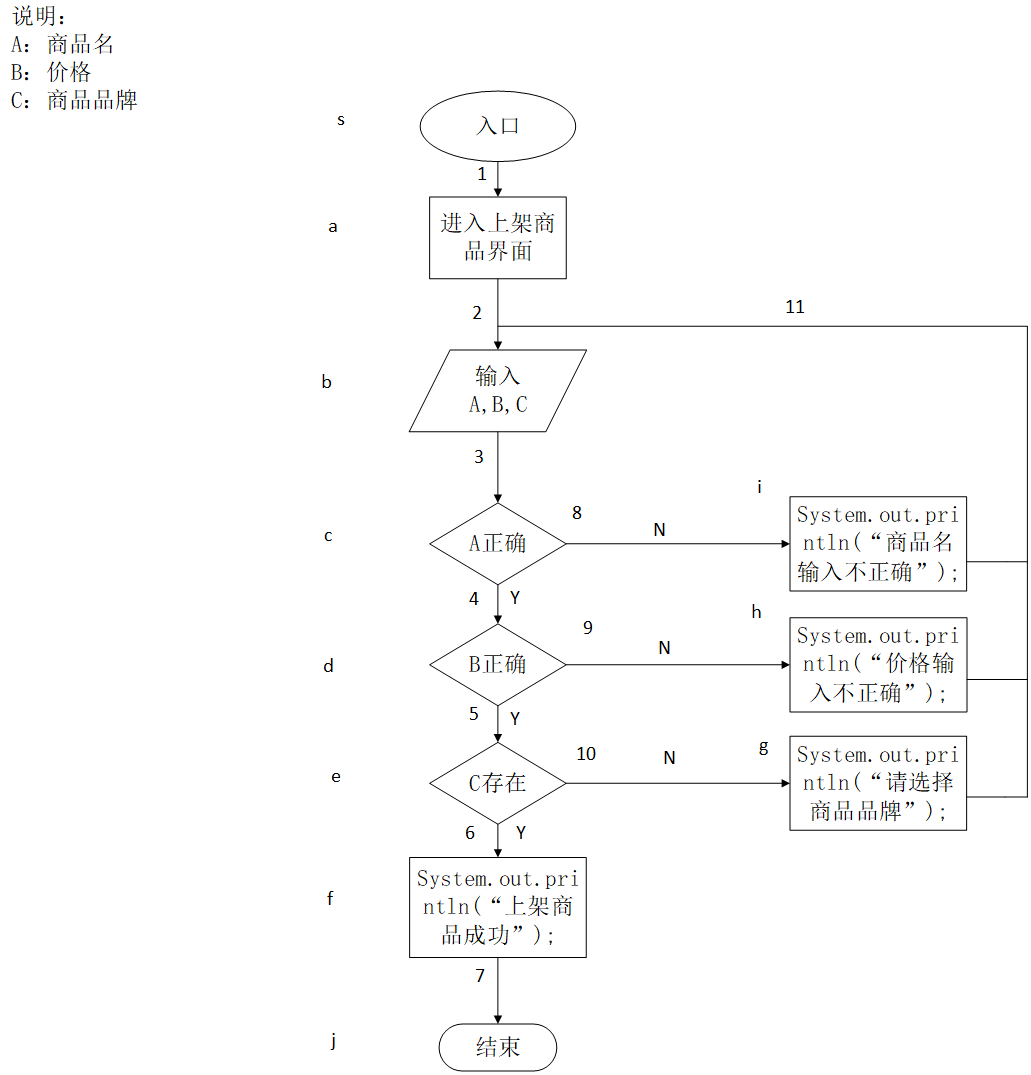 说明:
A: 商品名
B: 价格
C: 商品品牌
s
入口
1
a
进入上架商
品界面
2
11
b
输入
A,B,C
3
i
8
N
c
A正确
System.out.pri
ntln(“商品名
输入不正确”);
4
Y
h
9
N
d
B正确
System.out.pri
ntln(“价格输
入不正确”);
5
Y
g
10
N
e
C存在
System.out.pri
ntln(“请选择
商品品牌”);
6
Y
f
System.out.pri
ntln(“上架商
品成功”);
7
j
结束